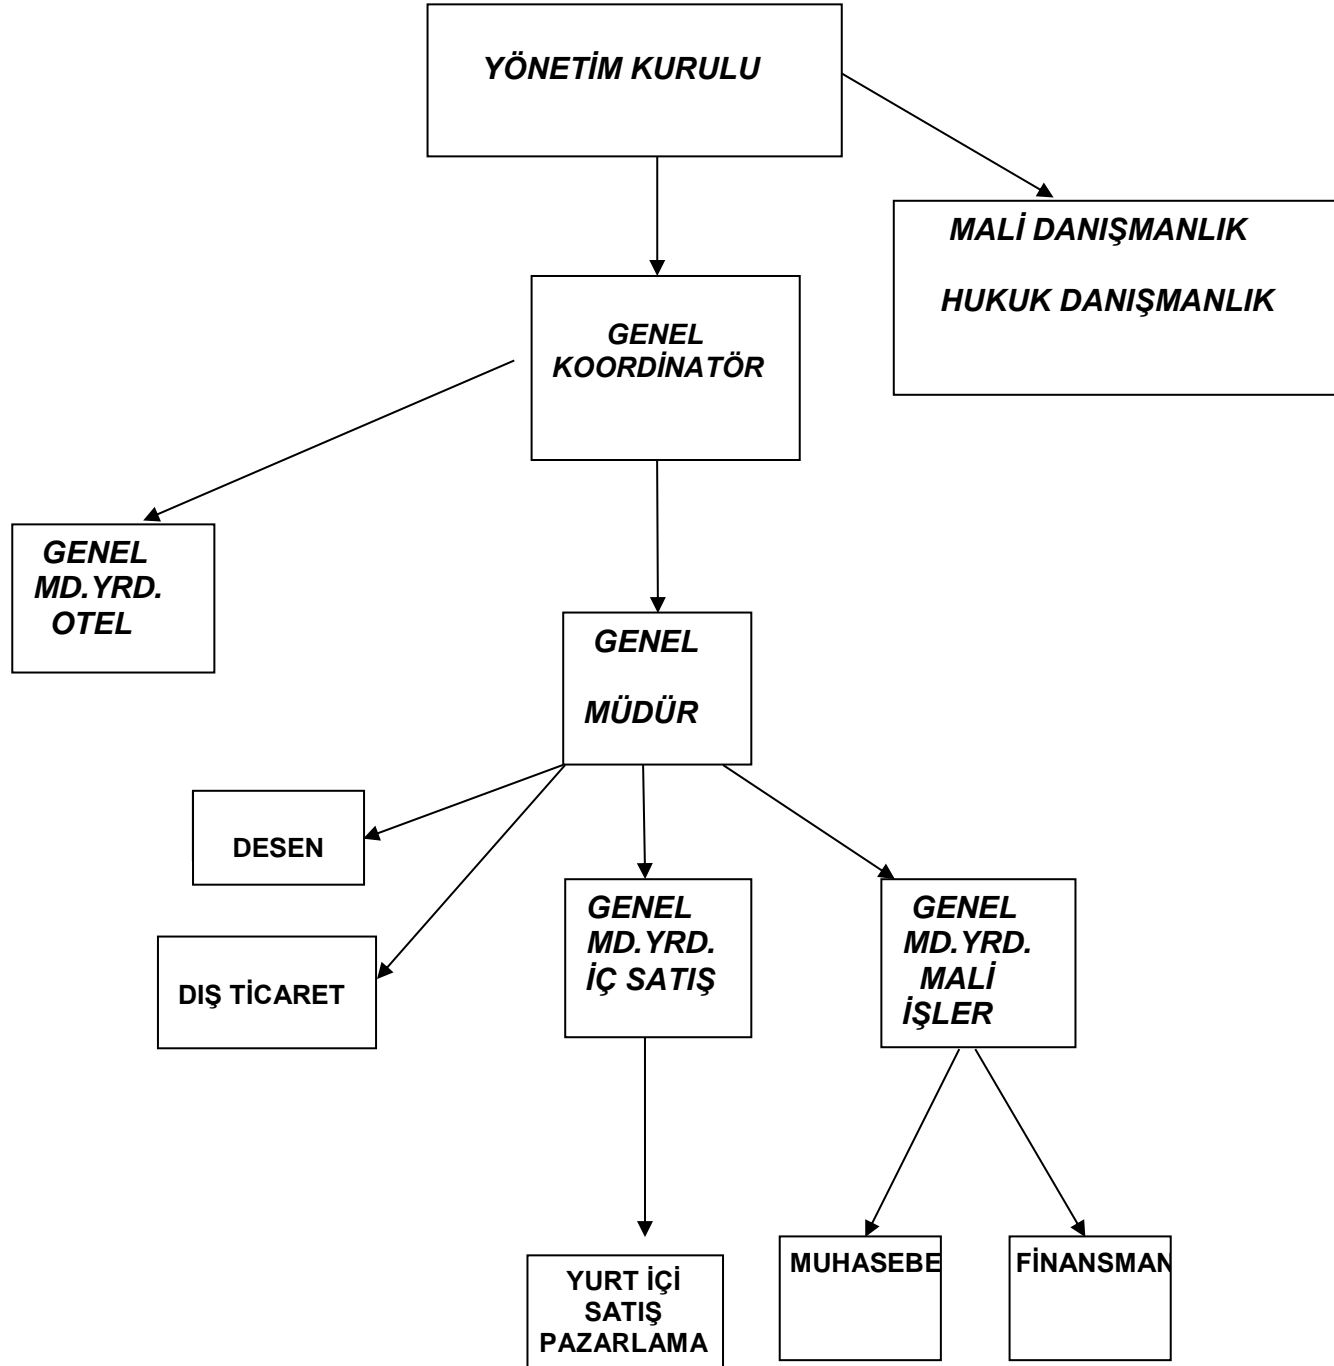 YÖNETİM KURULU
MALİ DANIŞMANLIK
HUKUK DANIŞMANLIK
GENEL
KOORDİNATÖR
GENEL
MD.YRD.
OTEL
GENEL
MÜDÜR
DESEN
DIŞ TİCARET
GENEL
MD.YRD.
İÇ SATIŞ
GENEL
MD.YRD.
MALİ
İŞLER
YURT İÇİ
SATIŞ
PAZARLAMA
MUHASEBE
FİNANSMAN